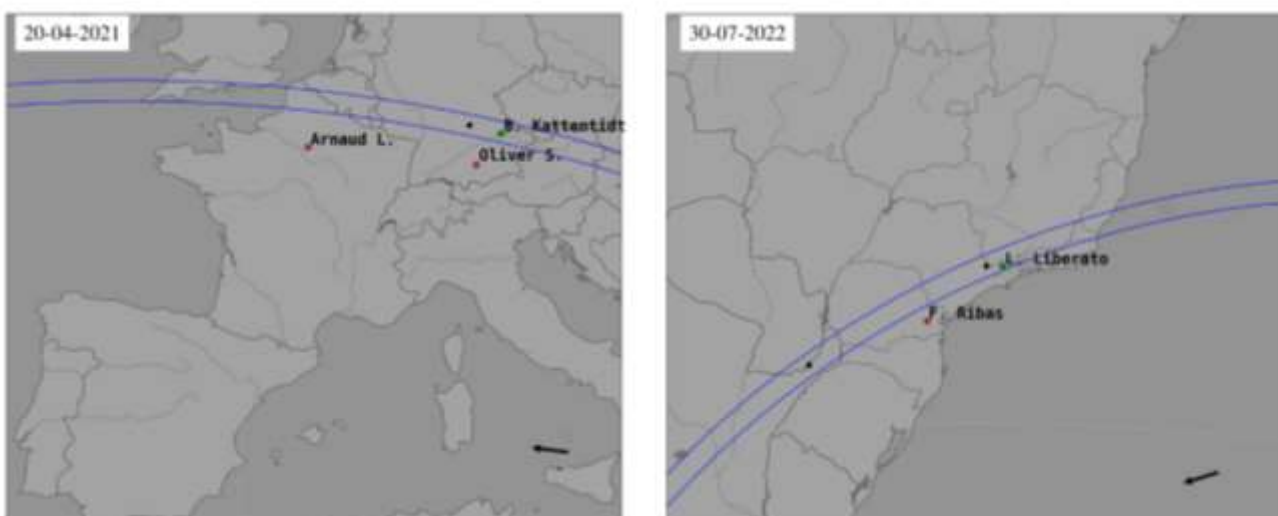 20-04-2021
B. Kattentidt
Arnaud L.
Oliver S.
30-07-2022
L. Liberato
P. Ribas